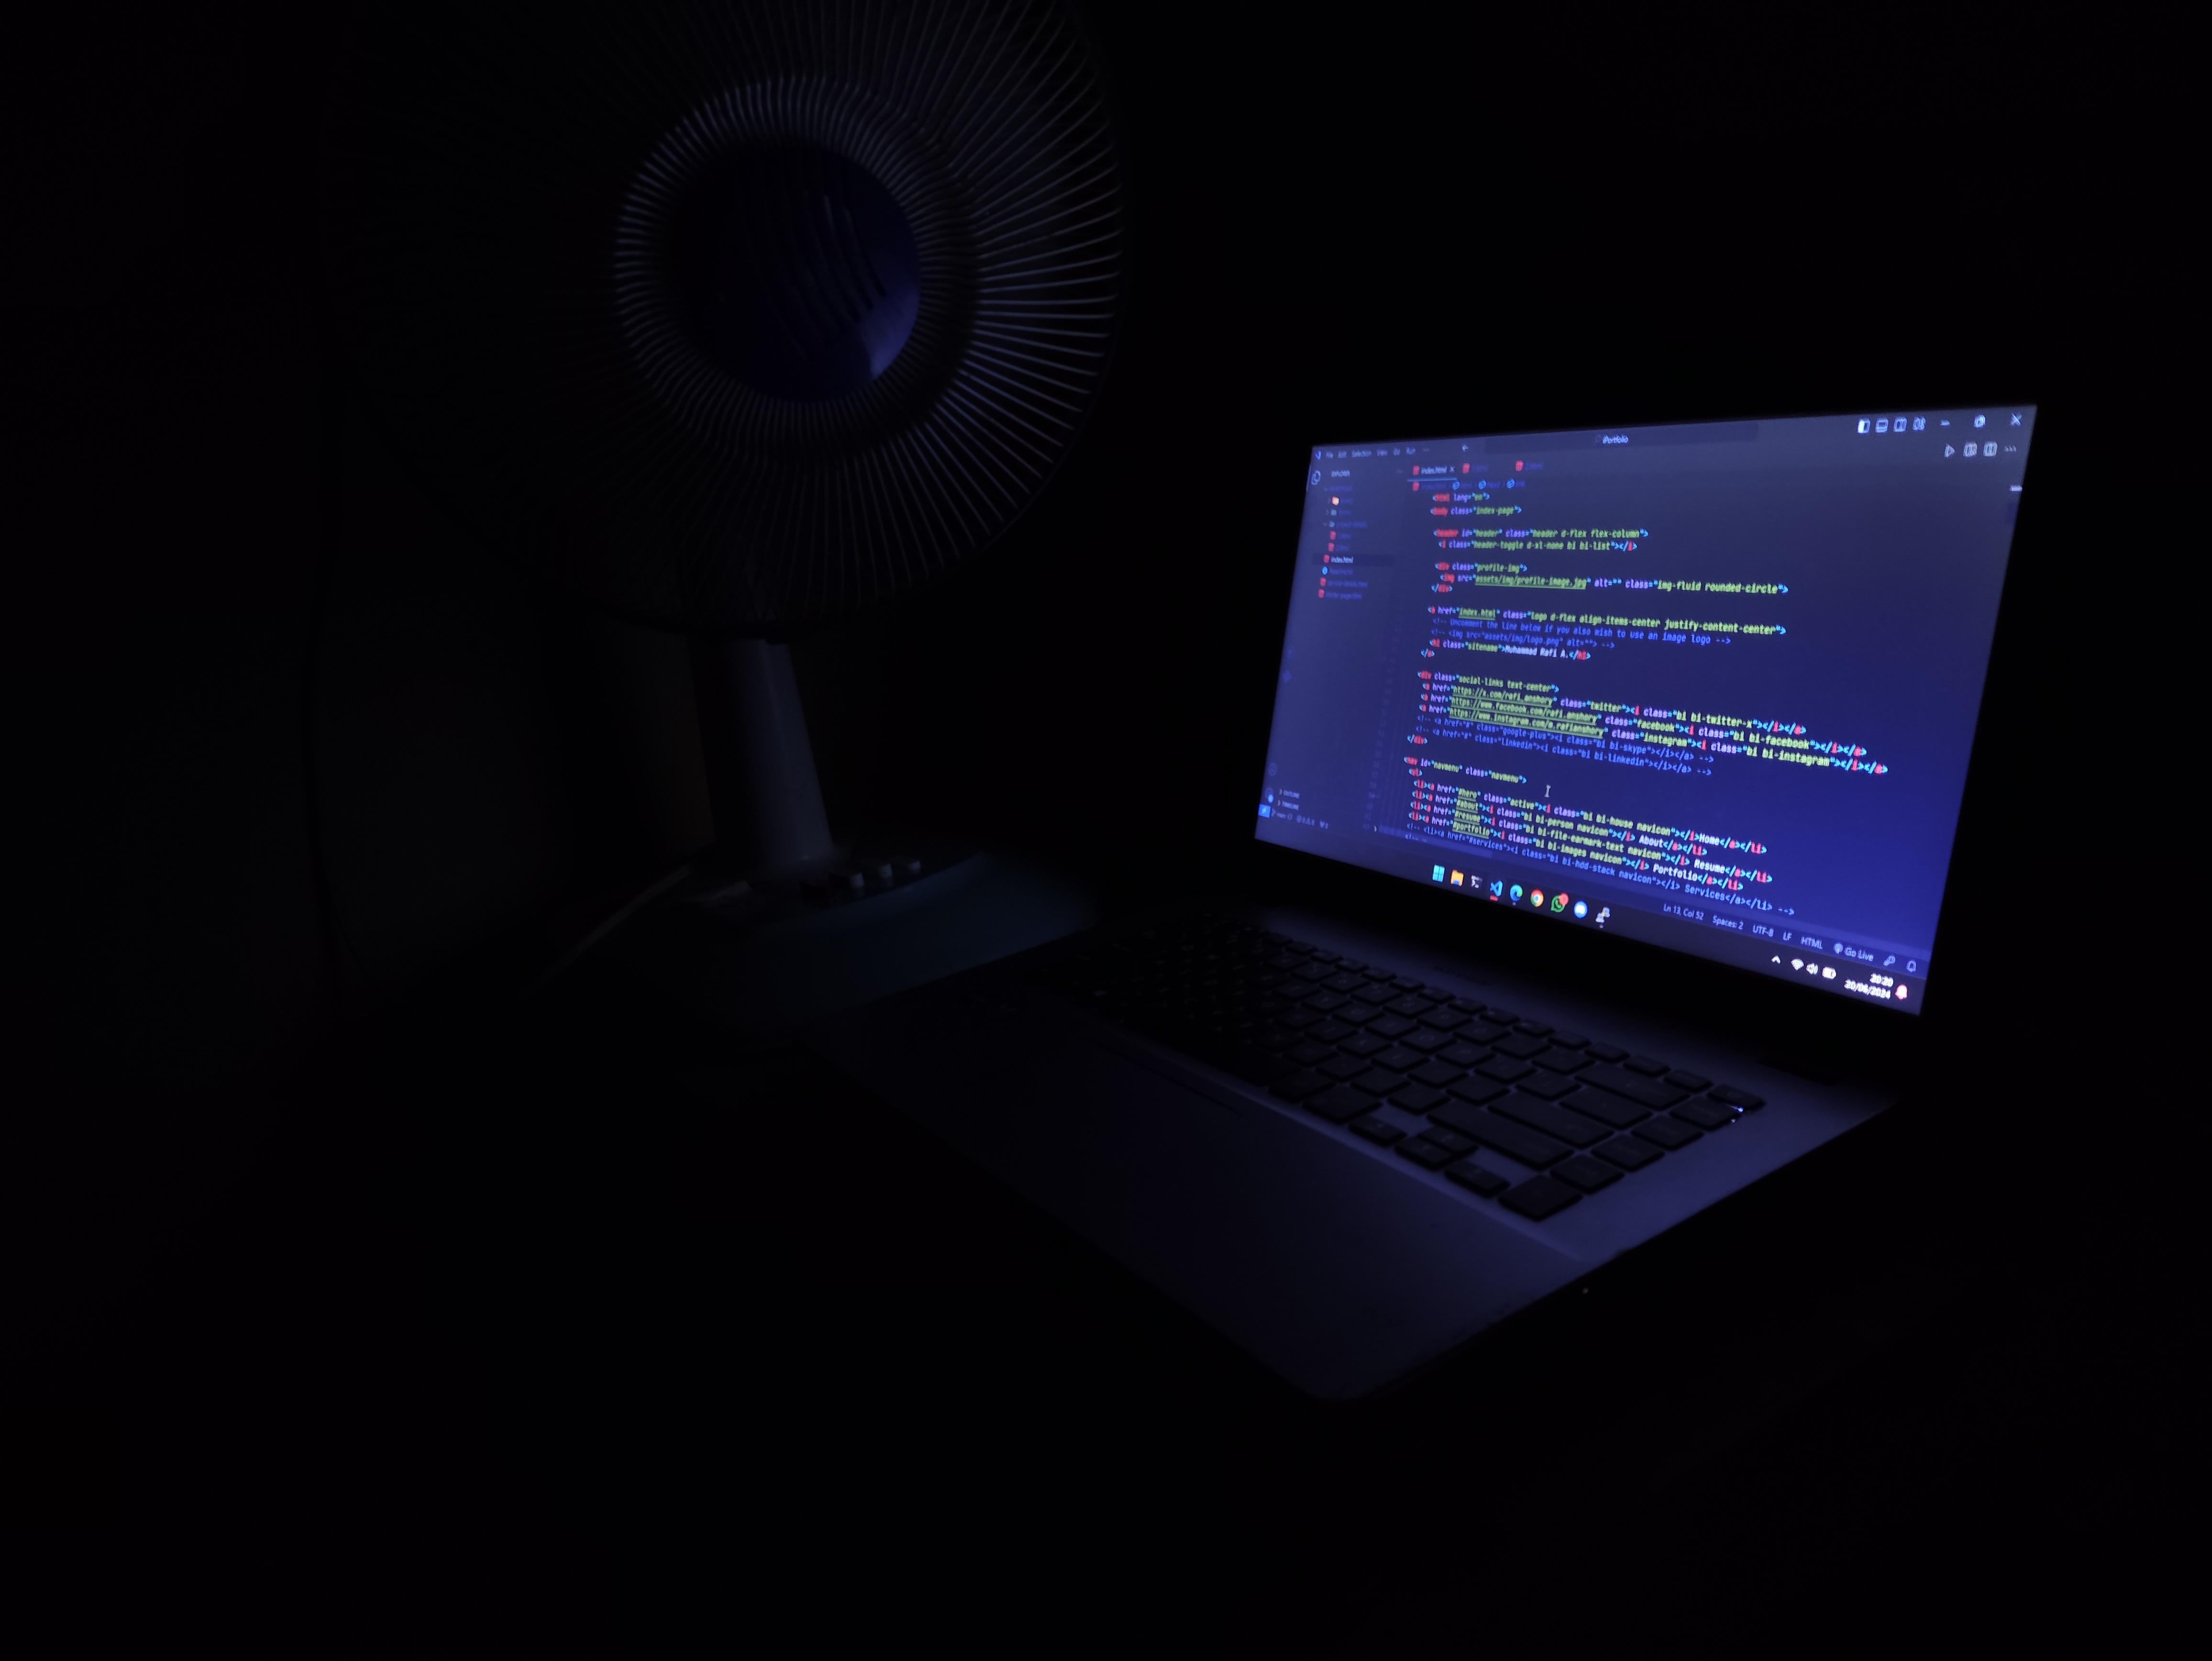 File Edit Selection View Go Run
iPortfolio
EXPLORER
index.html
index.html
<html lang="en">
<body class="index-page">
<header id="header" class="header d-flex flex-column">
<i class="header-toggle d-xl-none bi bi-list"></i>
<div class="profile-img">
<img src="assets/img/profile-image.jpg" alt="" class="img-fluid rounded-circle">
</div>
<a href="index.html" class="logo d-flex align-items-center justify-content-center">
<!-- Uncomment the line below if you also wish to use an image logo -->
<!-- <img src="assets/img/logo.png" alt=""> -->
<h1 class="sitename">Muhammad Rafi A.</h1>
</a>
<div class="social-links text-center">
<a href="https://x.com/rafi_anshory" class="twitter"><i class="bi bi-twitter-x"></i></a>
<a href="https://www.facebook.com/rafi.anshory" class="facebook"><i class="bi bi-facebook"></i></a>
<a href="https://www.instagram.com/m.rafianshory" class="instagram"><i class="bi bi-instagram"></i></a>
<!-- <a href="#" class="google-plus"><i class="bi bi-skype"></i></a> -->
<!-- <a href="#" class="linkedin"><i class="bi bi-linkedin"></i></a> -->
</div>
<nav id="navmenu" class="navmenu">
<ul>
<li><a href="#hero" class="active"><i class="bi bi-house navicon"></i>Home</a></li>
<li><a href="#about"><i class="bi bi-person navicon"></i> About</a></li>
<li><a href="#resume"><i class="bi bi-file-earmark-text navicon"></i> Resume</a></li>
<li><a href="#portfolio"><i class="bi bi-images navicon"></i> Portfolio</a></li>
<!-- <li><a href="#services"><i class="bi bi-hdd-stack navicon"></i> Services</a></li> -->
OUTLINE
TIMELINE
Ln 13, Col 52 Spaces: 2 UTF-8 LF HTML Go Live
20:20
20/06/2024